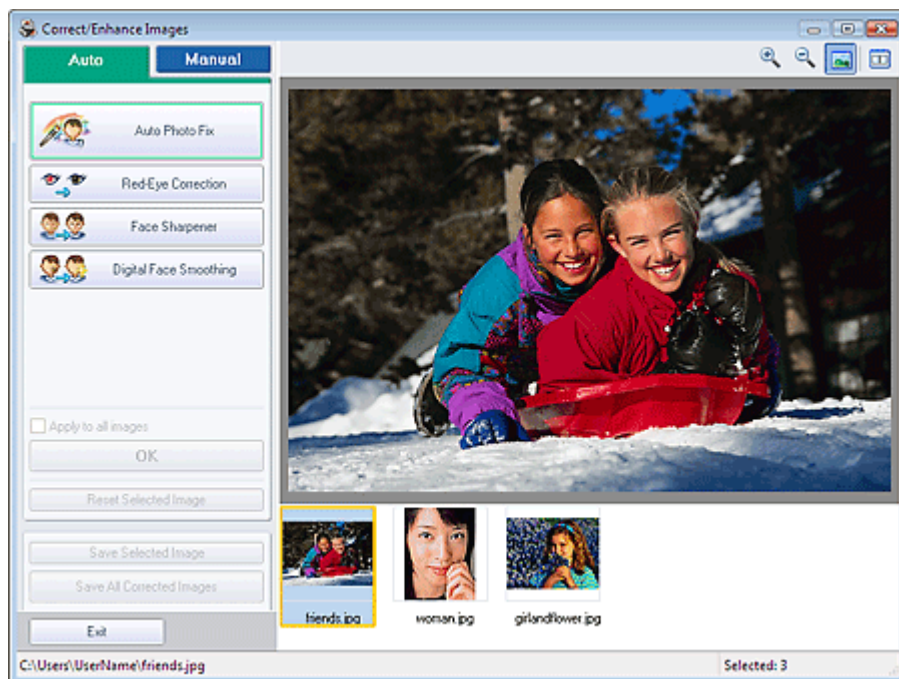 Correct/Enhance Images
Auto
Manual
Auto Photo Fix
Red-Eye Correction
Face Sharpener
Digital Face Smoothing
Apply to all images
OK
Reset Selected Image
Save Selected Image
Save All Corrected Images
Exit
friends.jpg
woman.jpg
girlandflower.jpg
C:\Users\UserName\friends.jpg
Selected: 3